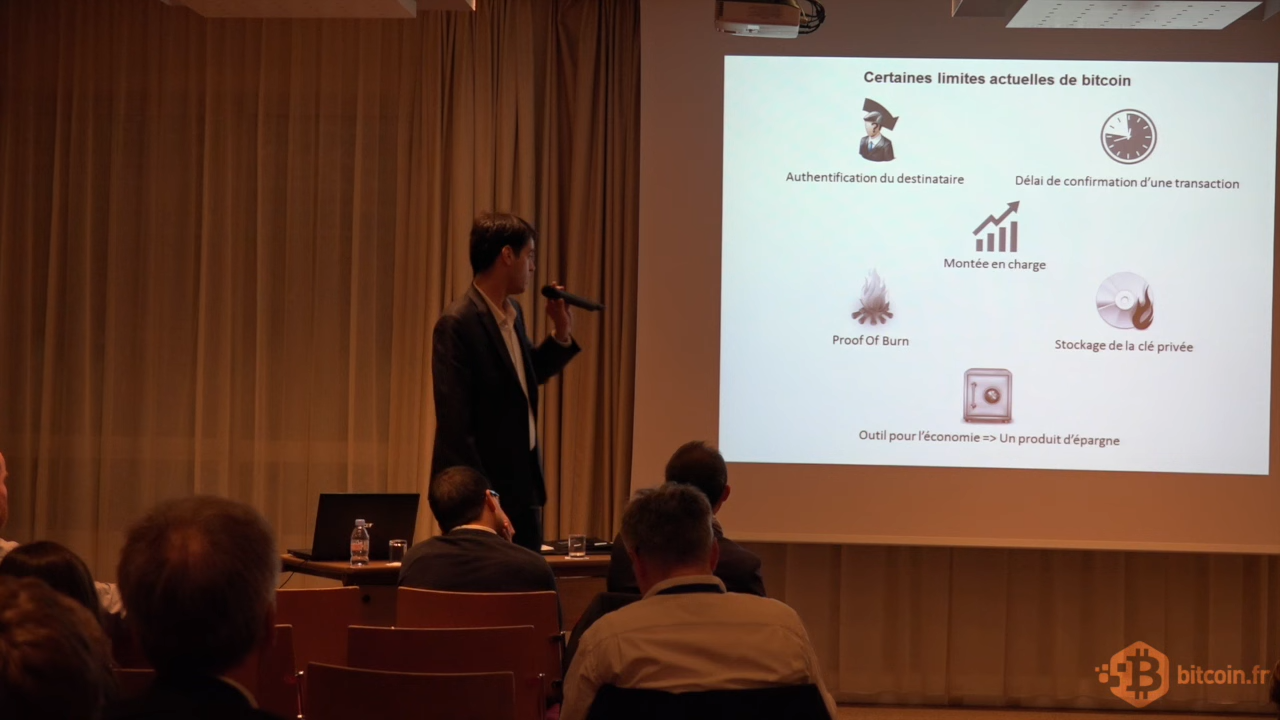 Certaines limites actuelles de bitcoin
Authentification du destinataire
Délai de confirmation d'une transaction
Montée en charge
Proof Of Burn
Stockage de la clé privée
Outil pour l'économie => Un produit d'épargne
bitcoin.fr